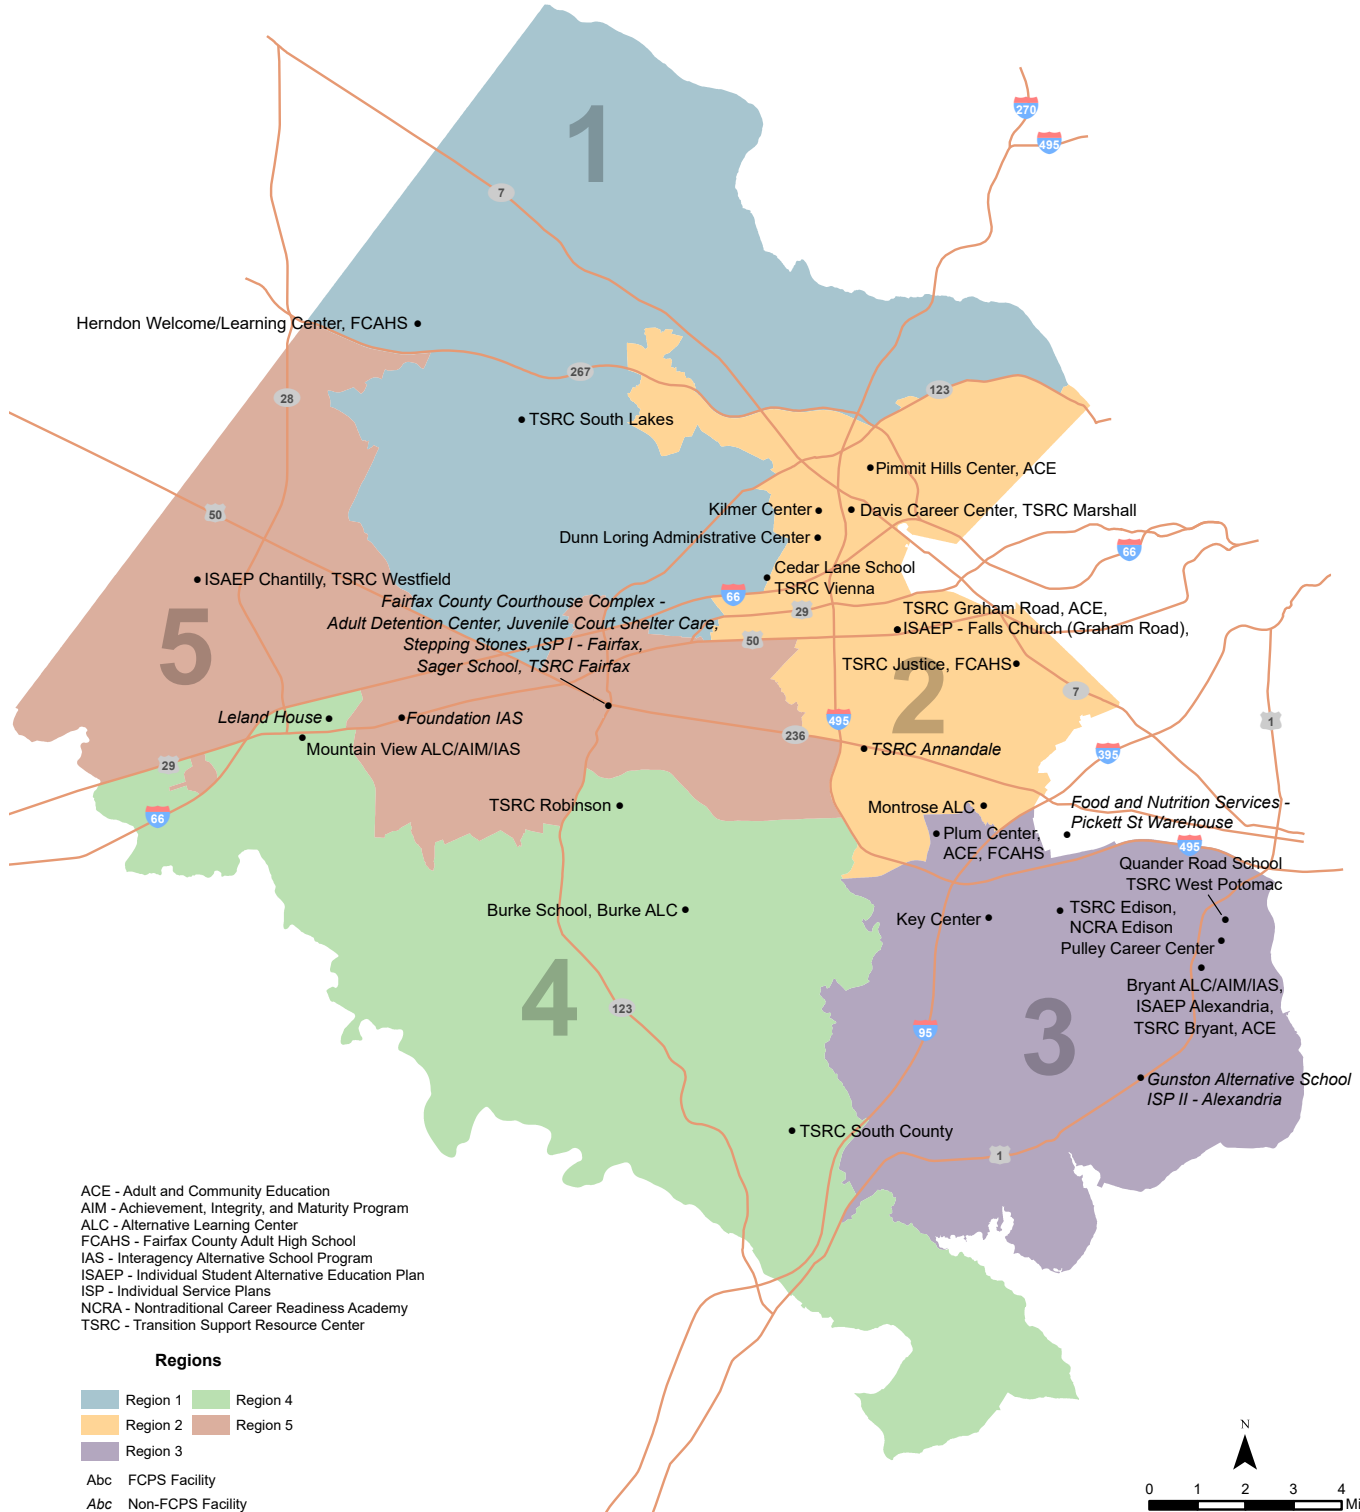 1
270
495
7
Herndon Welcome/Learning Center, FCAHS
267
123
28
TSRC South Lakes
Pimmit Hills Center, ACE
50
Kilmer Center
Davis Career Center, TSRC Marshall
Dunn Loring Administrative Center
66
Cedar Lane School
TSRC Vienna
ISAEP Chantilly, TSRC Westfield
66
29
Fairfax County Courthouse Complex -
Adult Detention Center, Juvenile Court Shelter Care,
Stepping Stones, ISP I - Fairfax,
Sager School, TSRC Fairfax
TSRC Graham Road, ACE,
ISAEP - Falls Church (Graham Road),
50
5
TSRC Justice, FCAHS
2
7
Leland House
Foundation IAS
495
1
236
Mountain View ALC/AIM/IAS
TSRC Annandale
395
29
66
TSRC Robinson
Montrose ALC
Food and Nutrition Services -
Pickett St Warehouse
Plum Center,
ACE, FCAHS
495
Quander Road School
TSRC West Potomac
Burke School, Burke ALC
Key Center
TSRC Edison,
NCRA Edison
Pulley Career Center
4
123
95
3
Bryant ALC/AIM/IAS,
ISAEP Alexandria,
TSRC Bryant, ACE
Gunston Alternative School
ISP II - Alexandria
TSRC South County
1
ACE - Adult and Community Education
AIM - Achievement, Integrity, and Maturity Program
ALC - Alternative Learning Center
FCAHS - Fairfax County Adult High School
IAS - Interagency Alternative School Program
ISAEP - Individual Student Alternative Education Plan
ISP - Individual Service Plans
NCRA - Nontraditional Career Readiness Academy
TSRC - Transition Support Resource Center
Regions
Region 1
Region 4
Region 2
Region 5
Region 3
Abc FCPS Facility
Abc Non-FCPS Facility
N
0 1 2 3 4
Mi